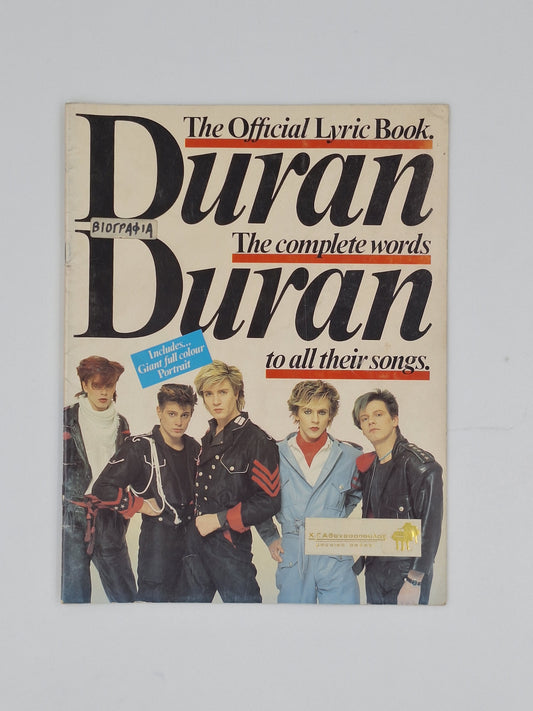 The Official Lyric Book.
Duran
ΒΙΟΓΡΑΦΙΑ
The complete words
Duran
to all their songs.
Includes...
Giant full colour
Portrait
Χ.Γ.Αθανασόπουλος